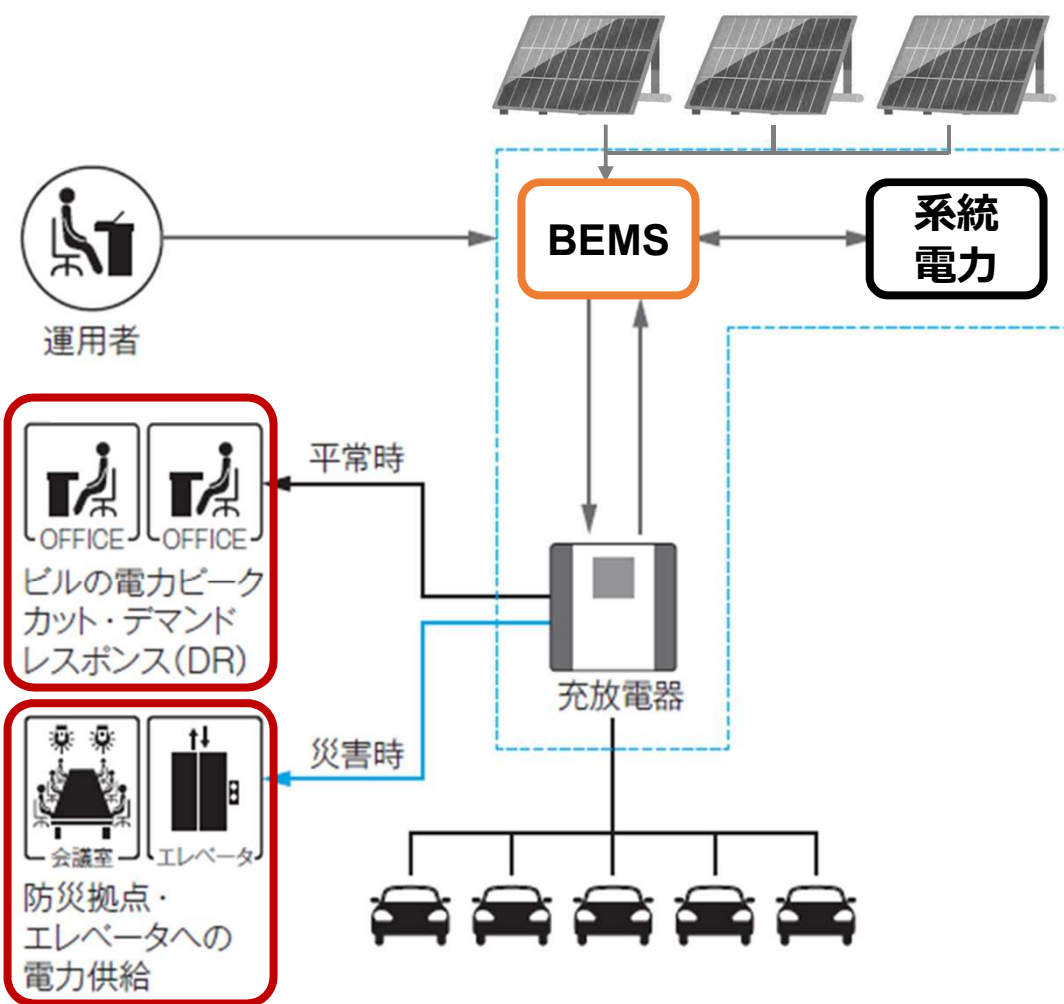 BEMS
系統
電力
運用者
平常時
OFFICE
OFFICE
ビルの電力ピーク
カット・デマンド
レスポンス(DR)
充放電器
災害時
会議室
エレベータ
防災拠点・
エレベータへの
電力供給